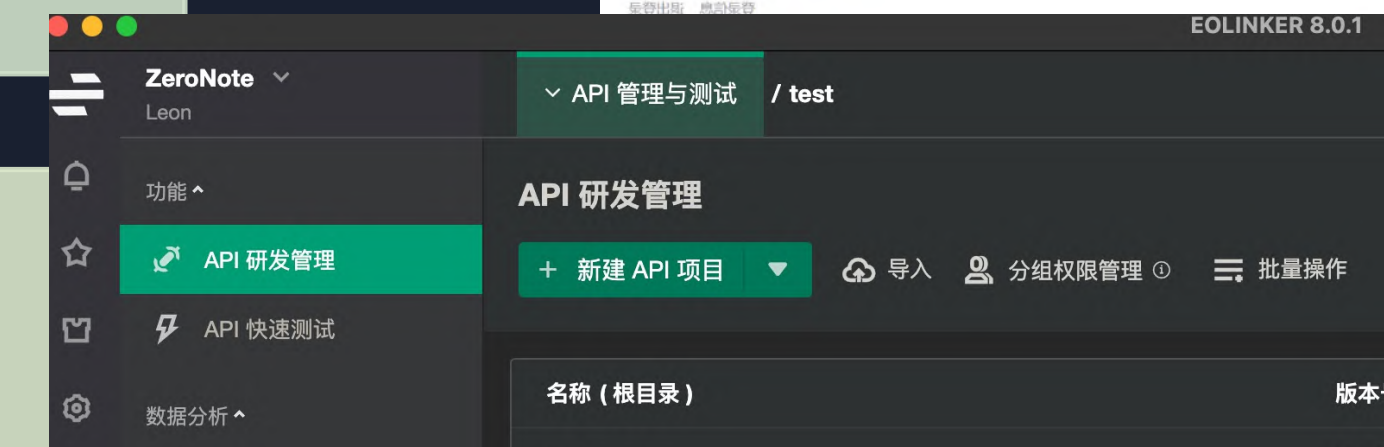 EOLINKER 8.0.1
ZeroNote
Leon
API 管理与测试 / test
功能
API 研发管理
API 快速测试
数据分析
API 研发管理
+ 新建 API 项目
导入
分组权限管理
批量操作
名称 ( 根目录 )
版本